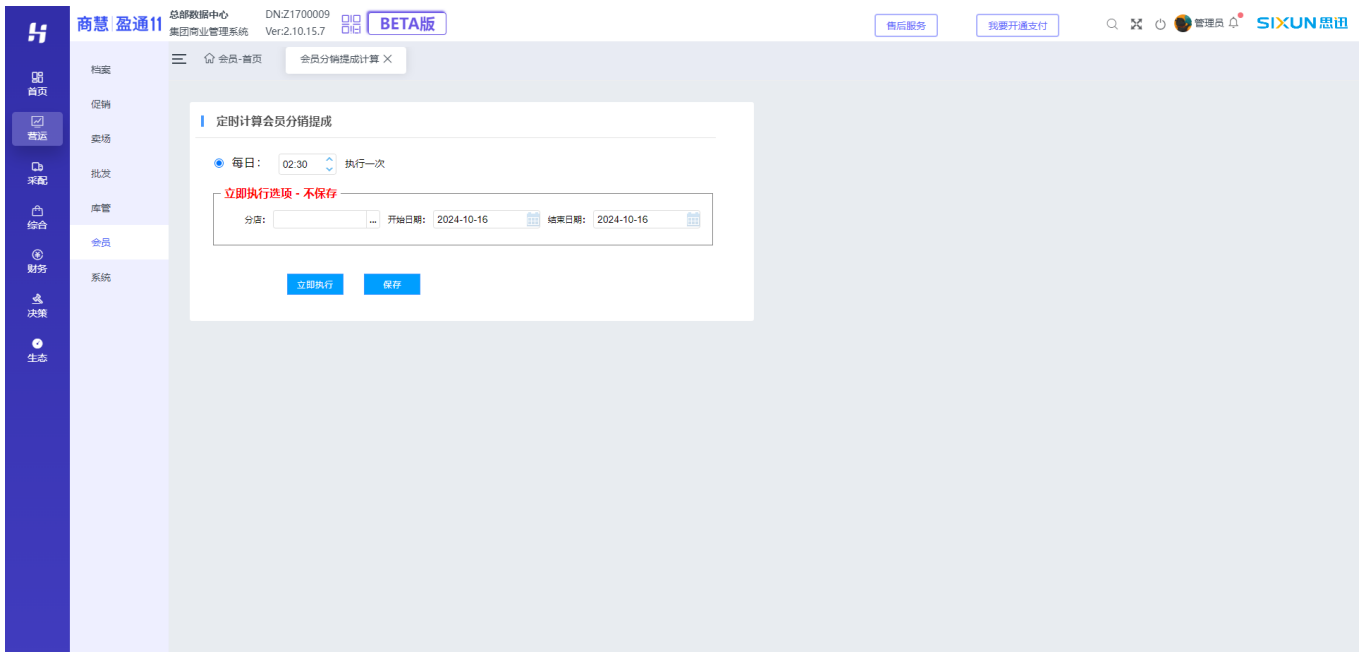 商慧 盈通11
总部数据中心 DN:Z1700009
集团商业管理系统 Ver:2.10.15.7
BETA版
售后服务
我要开通支付
管理员
SIXUN思迅
首页
营运
采配
综合
财务
决策
生态
档案
促销
卖场
批发
库管
会员
系统
会员-首页
会员分销提成计算
定时计算会员分销提成
每日: 02:30 执行一次
立即执行选项 - 不保存
分店: ... 开始日期: 2024-10-16 结束日期: 2024-10-16
立即执行 保存